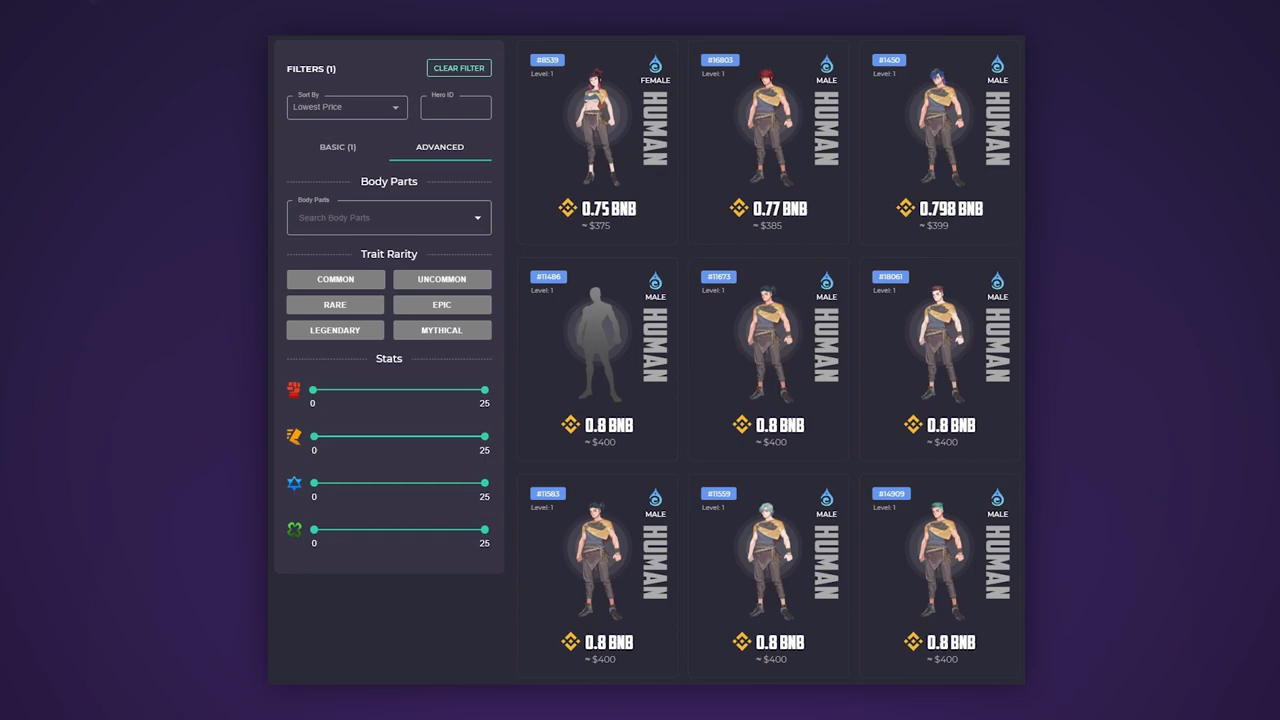 FILTERS (1)
CLEAR FILTER
Sort By
Lowest Price
Hero ID
BASIC (1)
ADVANCED
Body Parts
Body Parts
Search Body Parts
Trait Rarity
COMMON
UNCOMMON
RARE
EPIC
LEGENDARY
MYTHICAL
Stats
0
25
0
25
0
25
0
25
#8539
Level: 1
FEMALE
HUMAN
0.75 BNB
~ $375
#16803
Level: 1
MALE
HUMAN
0.77 BNB
~ $385
#1450
Level: 1
MALE
HUMAN
0.798 BNB
~ $399
#11486
Level: 1
MALE
HUMAN
0.8 BNB
~ $400
#11673
Level: 1
MALE
HUMAN
0.8 BNB
~ $400
#18061
Level: 1
MALE
HUMAN
0.8 BNB
~ $400
#11583
Level: 1
MALE
HUMAN
0.8 BNB
~ $400
#11559
Level: 1
MALE
HUMAN
0.8 BNB
~ $400
#14909
Level: 1
MALE
HUMAN
0.8 BNB
~ $400